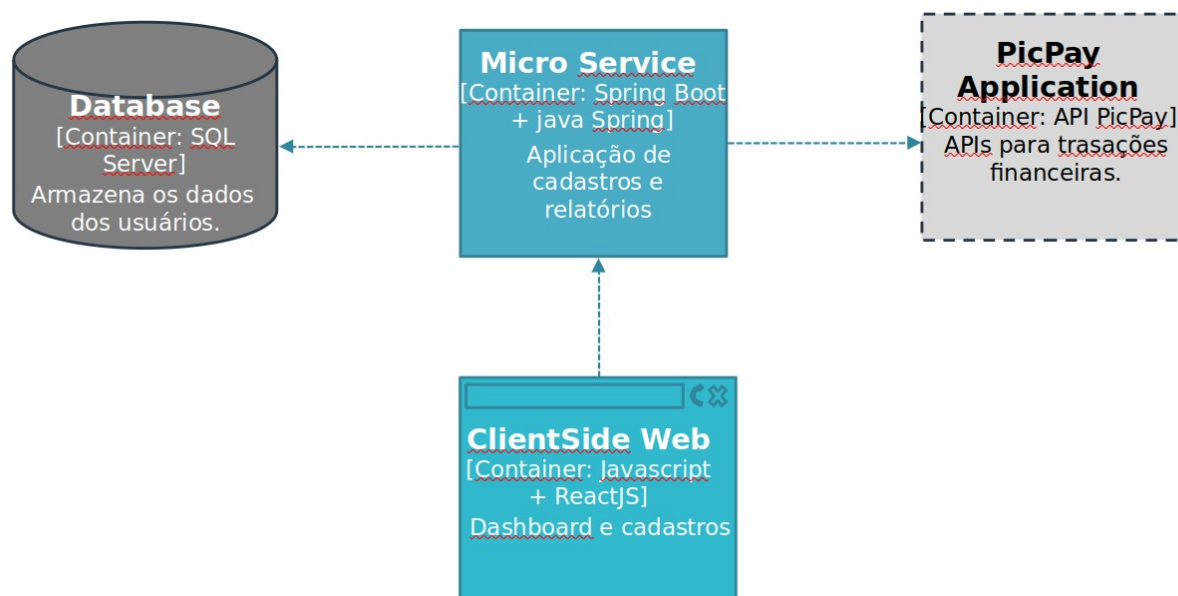 Database
[Container: SQL
Server]
Armazena os dados
dos usuários.
Micro Service
[Container: Spring Boot
+ java Spring]
Aplicação de
cadastros e
relatórios
PicPay
Application
[Container: API PicPay]
APIs para trasações
financeiras.
ClientSide Web
[Container: Javascript
+ ReactJS]
Dashboard e cadastros